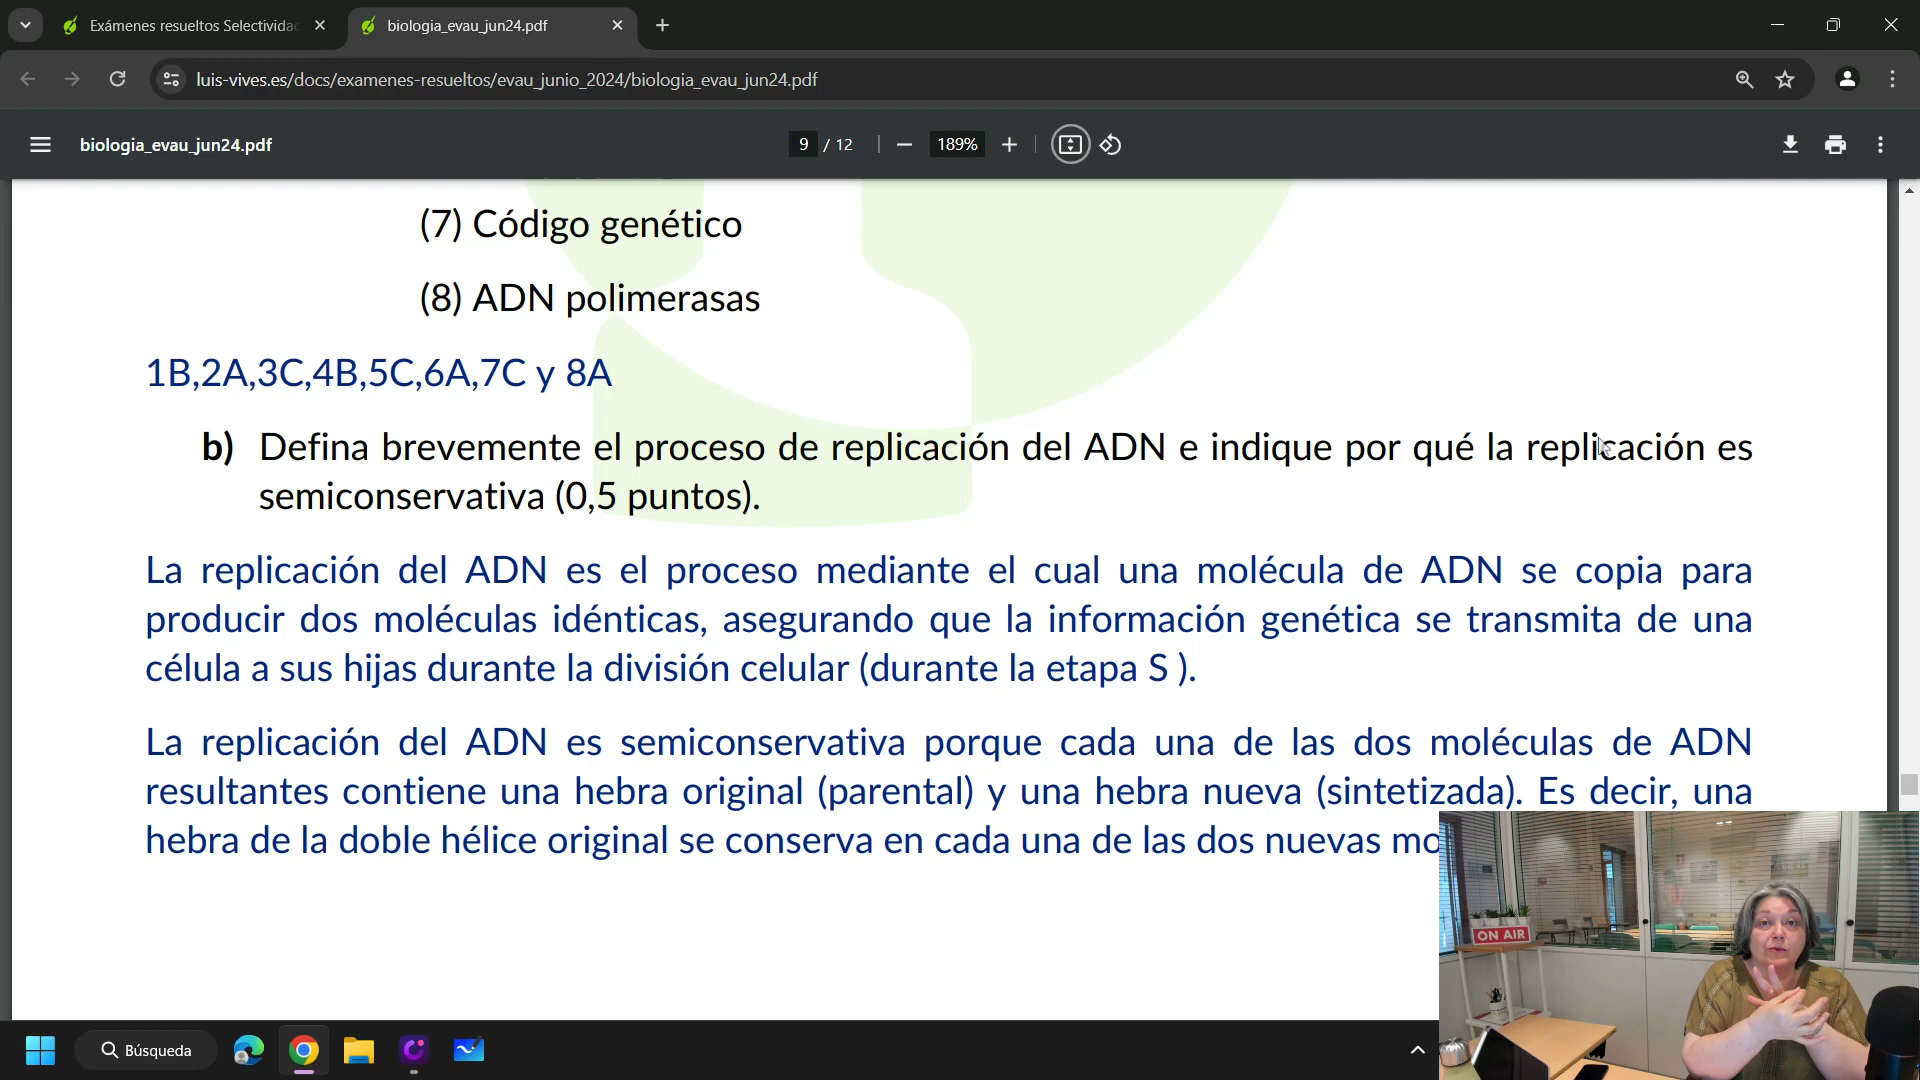 Exámenes resueltos Selectividad
biologia_evau_jun24.pdf
luis-vives.es/docs/examenes-resueltos/evau_junio_2024/biologia_evau_jun24.pdf
biologia_evau_jun24.pdf
9 / 12
189%
(7) Código genético
(8) ADN polimerasas
1B,2A,3C,4B,5C,6A,7C y 8A
b) Defina brevemente el proceso de replicación del ADN e indique por qué la replicación es
semiconservativa (0,5 puntos).
La replicación del ADN es el proceso mediante el cual una molécula de ADN se copia para
producir dos moléculas idénticas, asegurando que la información genética se transmita de una
célula a sus hijas durante la división celular (durante la etapa S ).
La replicación del ADN es semiconservativa porque cada una de las dos moléculas de ADN
resultantes contiene una hebra original (parental) y una hebra nueva (sintetizada). Es decir, una
hebra de la doble hélice original se conserva en cada una de las dos nuevas mo
ON AIR
Búsqueda